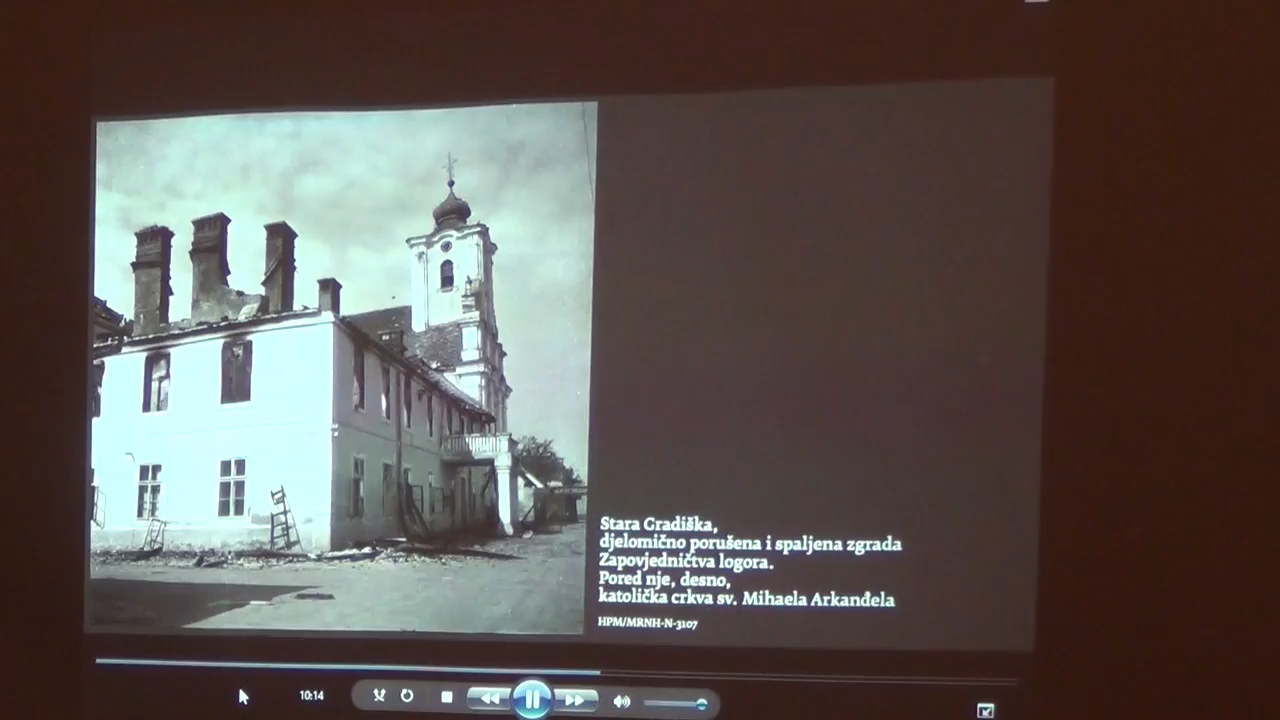 Stara Gradiška,
djelomično porušena i spaljena zgrada
Zapovjedničtva logora.
Pored nje, desno,
katolička crkva sv. Mihaela Arkanđela
HPM/MRNH-N-3107
10:14